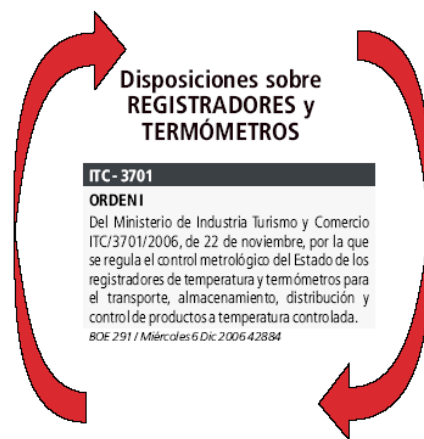 Disposiciones sobre
REGISTRADORES y
TERMÓMETROS
ITC - 3701
ORDEN I
Del Ministerio de Industria Turismo y Comercio
ITC/3701/2006, de 22 de noviembre, por la que
se regula el control metrológico del Estado de los
registradores de temperatura y termómetros para
el transporte, almacenamiento, distribución y
control de productos a temperatura controlada.
BOE 291 / Miércoles 6 Dic 2006 42884